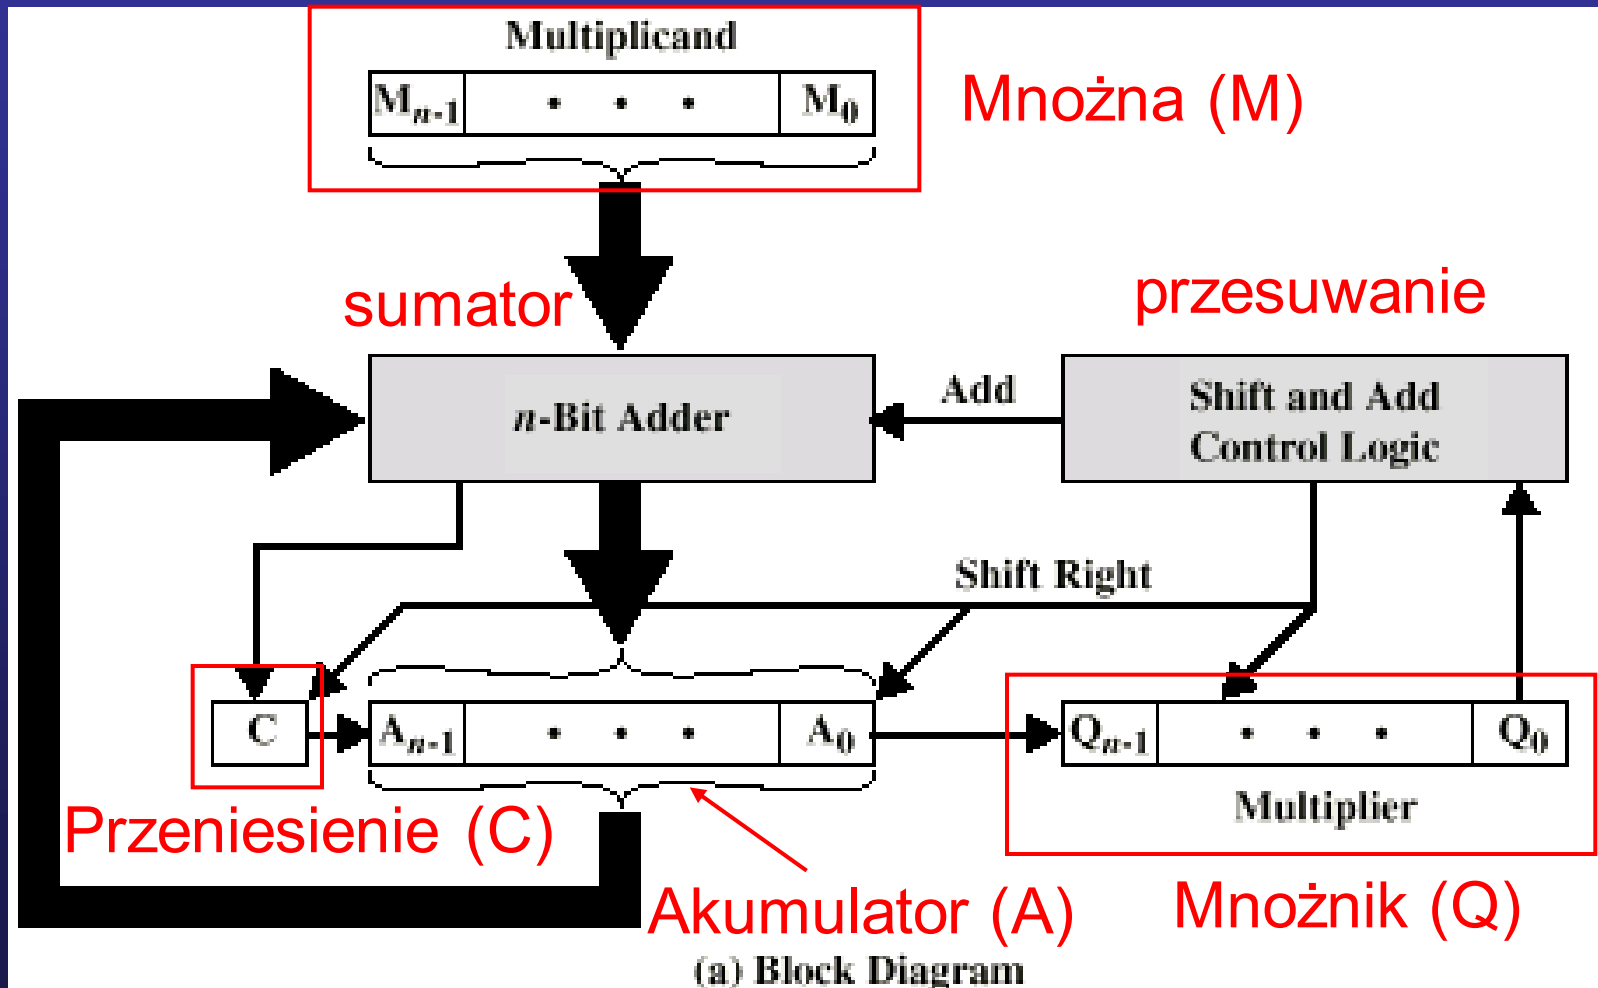 Multiplicand
Mn-1 • • • M0
Mnożna (M)
sumator
przesuwanie
n-Bit Adder
Add
Shift and Add
Control Logic
Shift Right
C
An-1 • • • A0
Qn-1 • • • Q0
Multiplier
Przeniesienie (C)
Akumulator (A)
Mnożnik (Q)
(a) Block Diagram